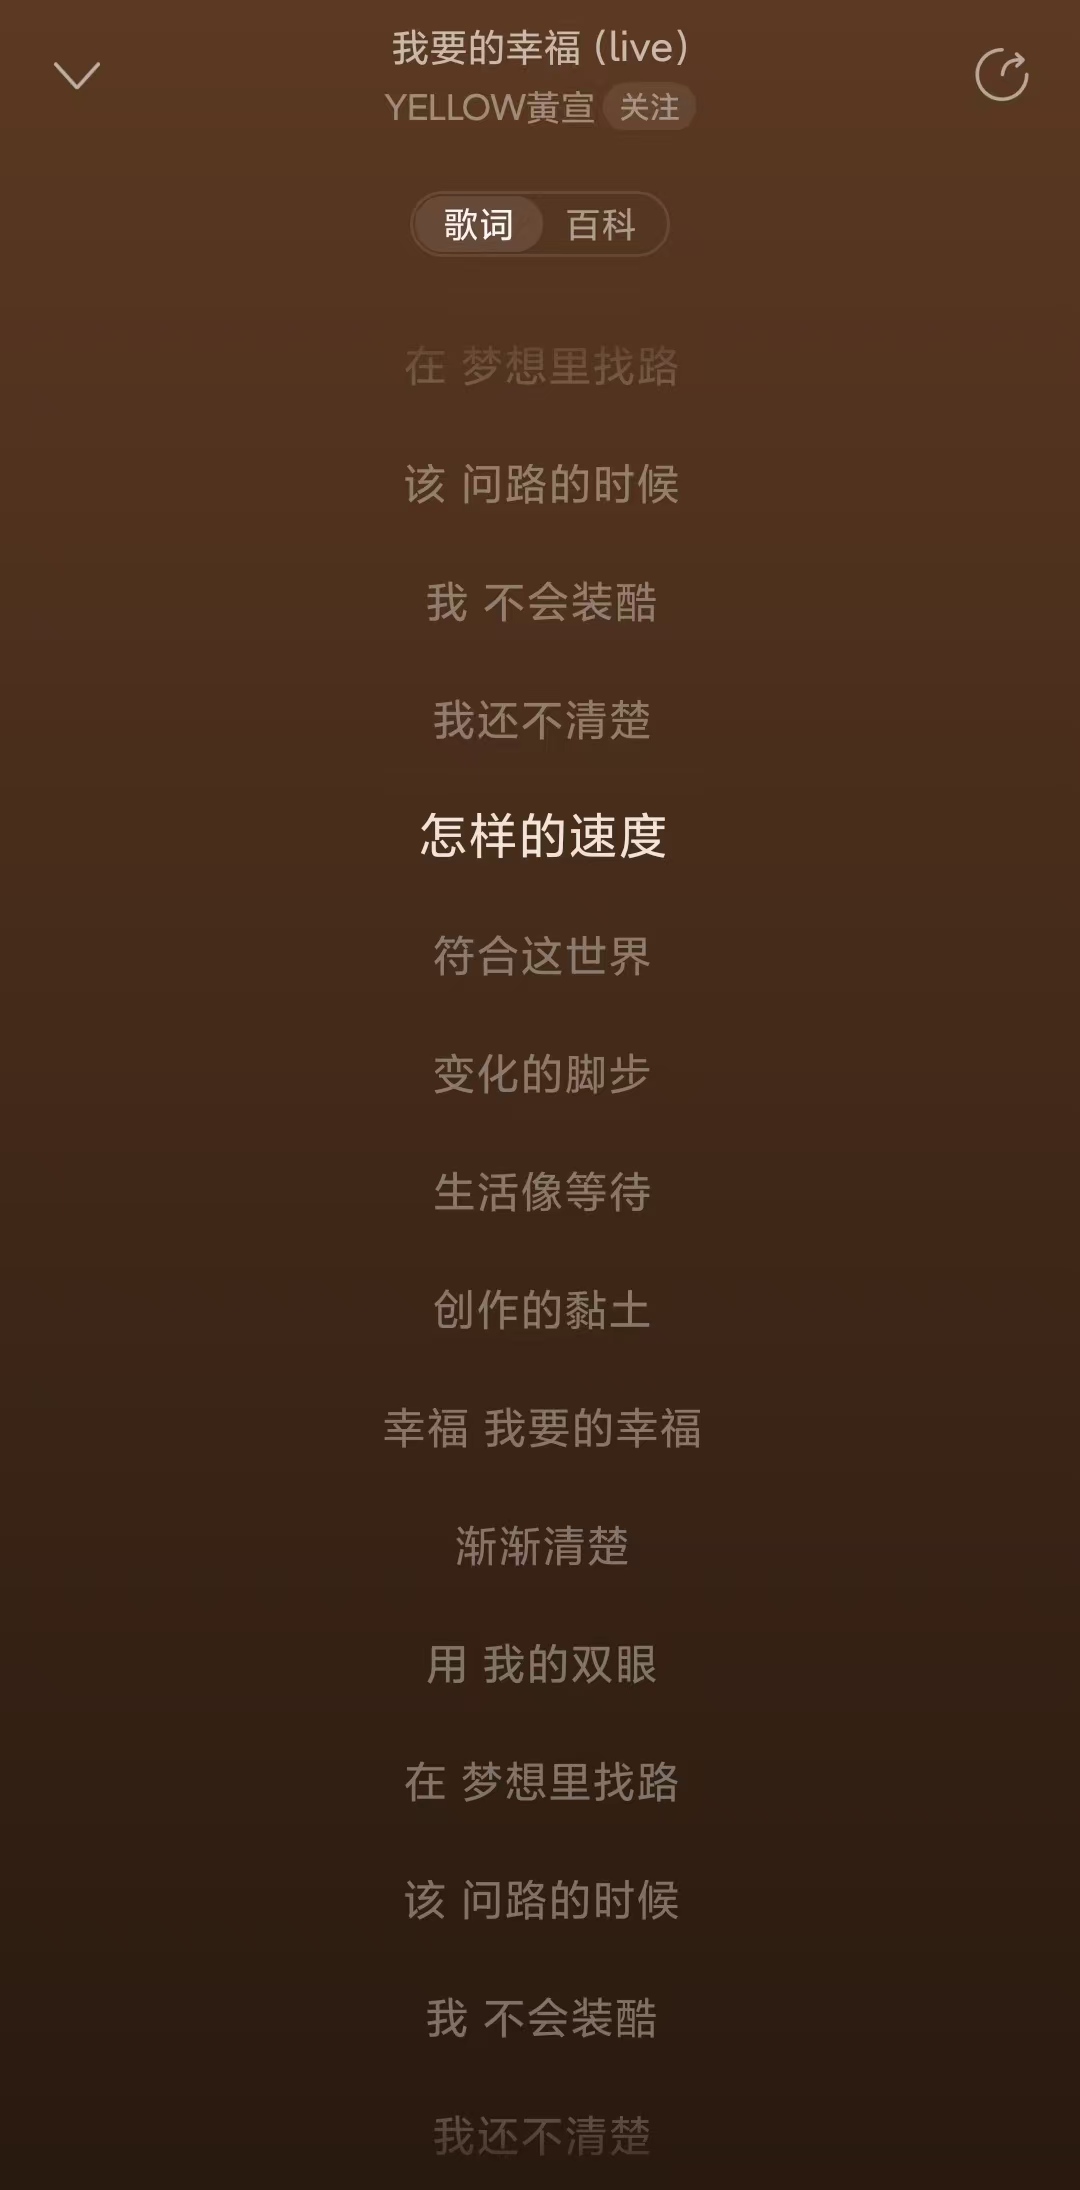 我要的幸福 (live)
YELLOW黃宣 关注
歌词 百科
在 梦想里找路
该 问路的时候
我 不会装酷
我还不清楚
怎样的速度
符合这世界
变化的脚步
生活像等待
创作的黏土
幸福 我要的幸福
渐渐清楚
用 我的双眼
在 梦想里找路
该 问路的时候
我 不会装酷
我还不清楚